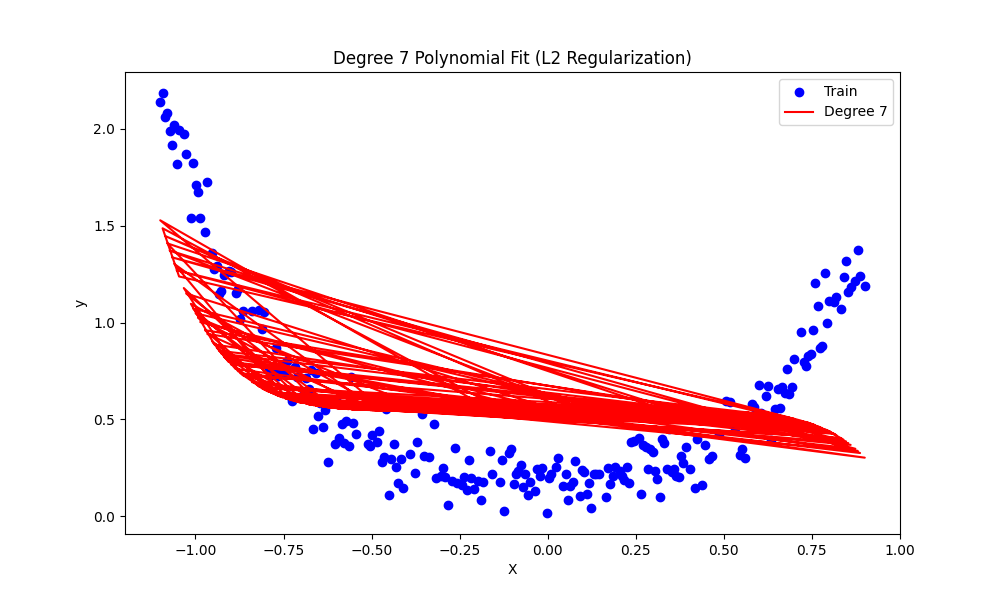 Degree 7 Polynomial Fit (L2 Regularization)
Train
Degree 7
2.0
1.5
1.0
0.5
0.0
y
−1.00 −0.75 −0.50 −0.25 0.00 0.25 0.50 0.75 1.00
X